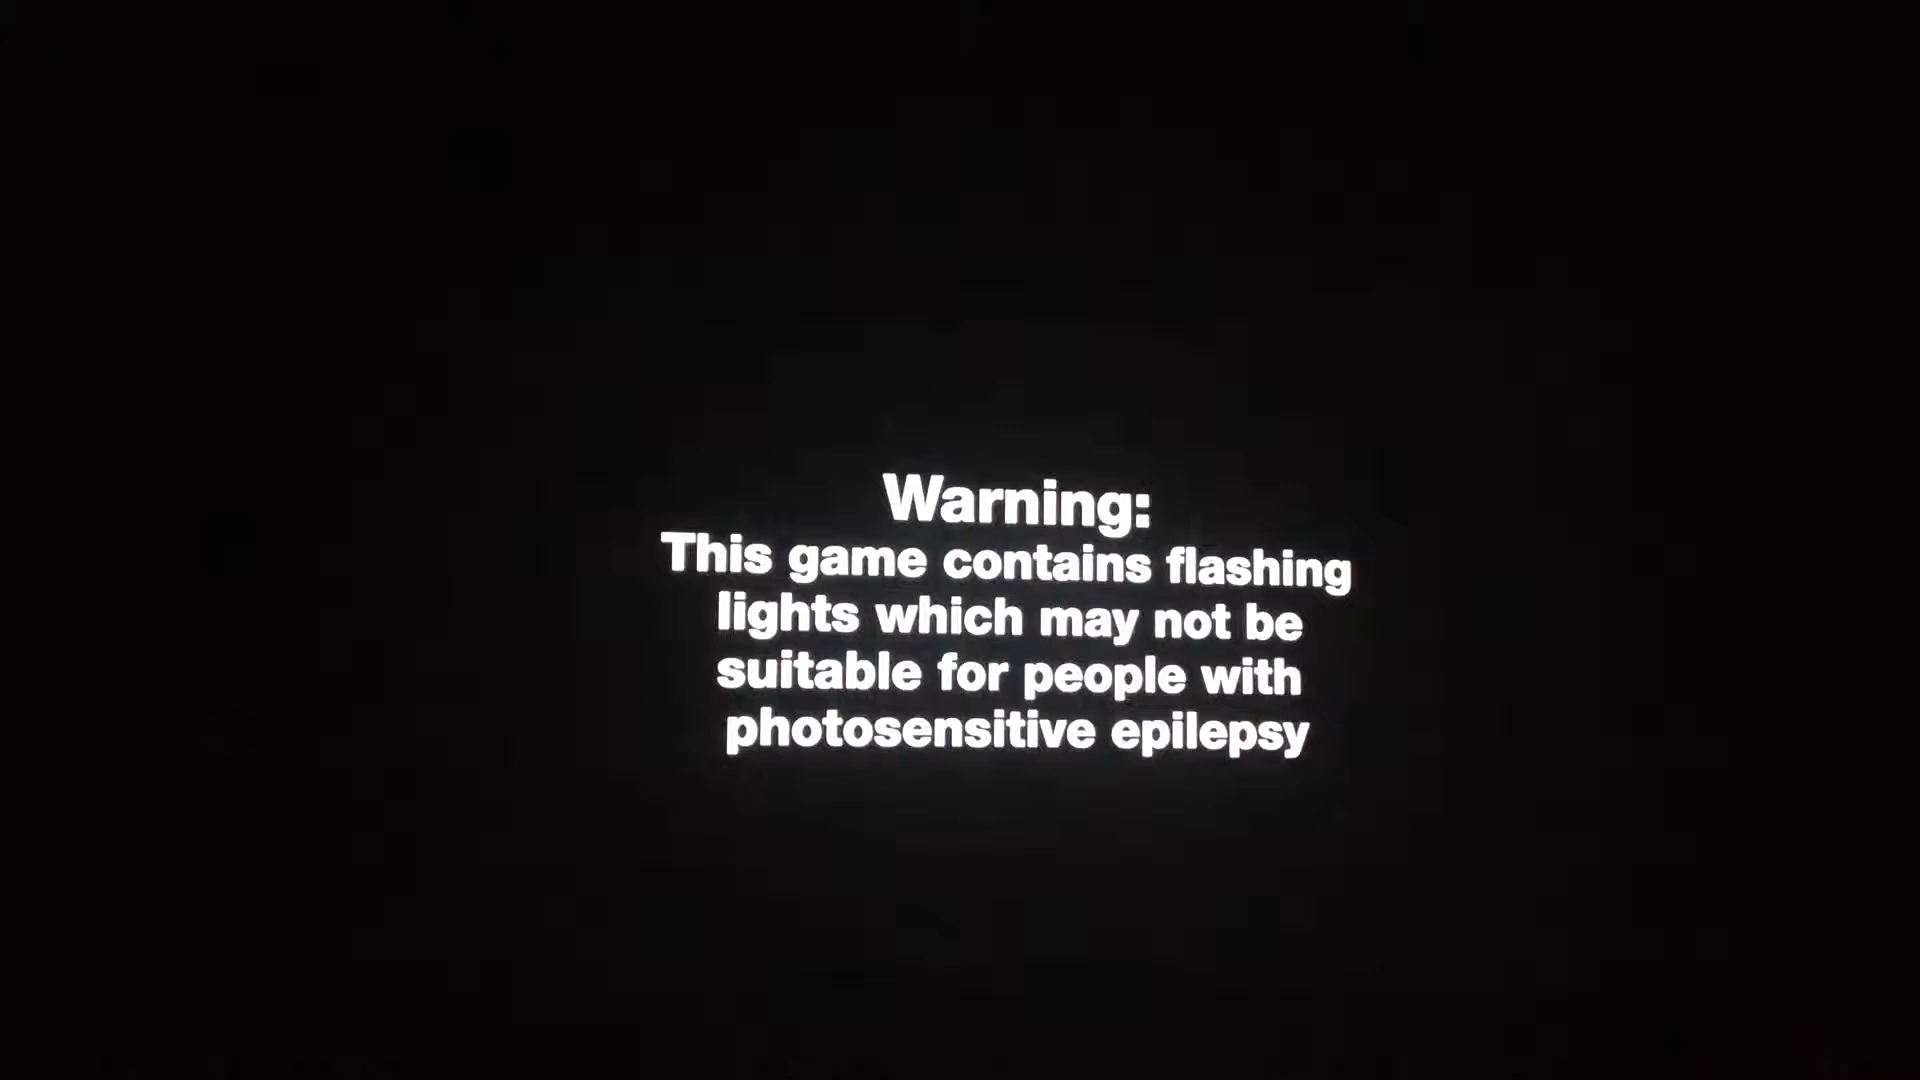 Warning:
This game contains flashing
lights which may not be
suitable for people with
photosensitive epilepsy